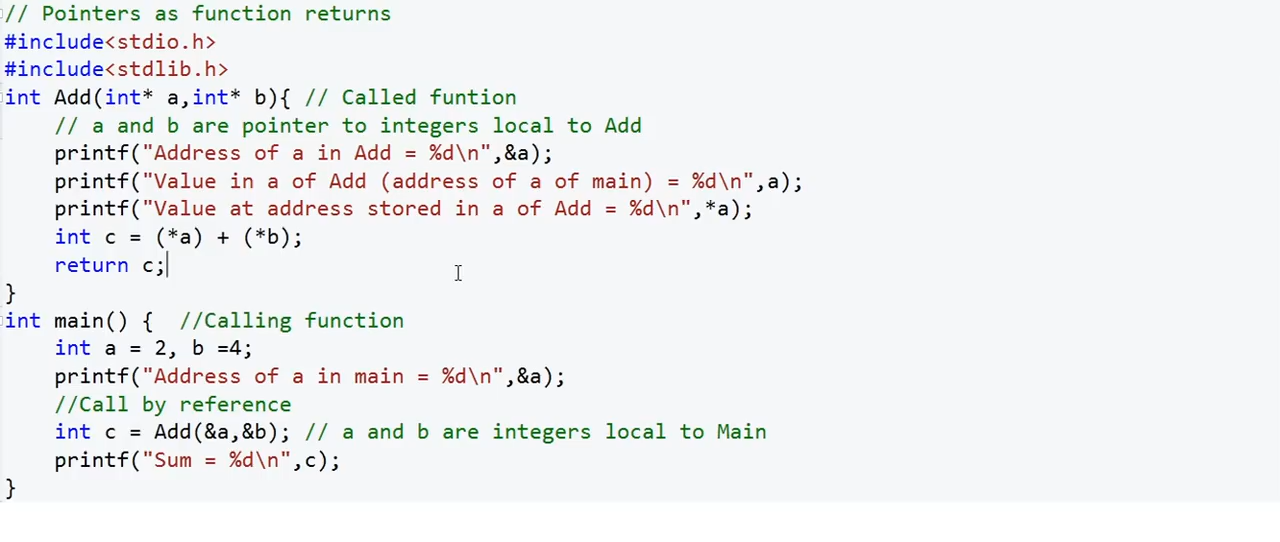 // Pointers as function returns
#include<stdio.h>
#include<stdlib.h>
int Add(int* a,int* b){ // Called funtion
    // a and b are pointer to integers local to Add
    printf("Address of a in Add = %d\n",&a);
    printf("Value in a of Add (address of a of main) = %d\n",a);
    printf("Value at address stored in a of Add = %d\n",*a);
    int c = (*a) + (*b);
    return c;
}
int main() {  //Calling function
    int a = 2, b =4;
    printf("Address of a in main = %d\n",&a);
    //Call by reference
    int c = Add(&a,&b); // a and b are integers local to Main
    printf("Sum = %d\n",c);
}